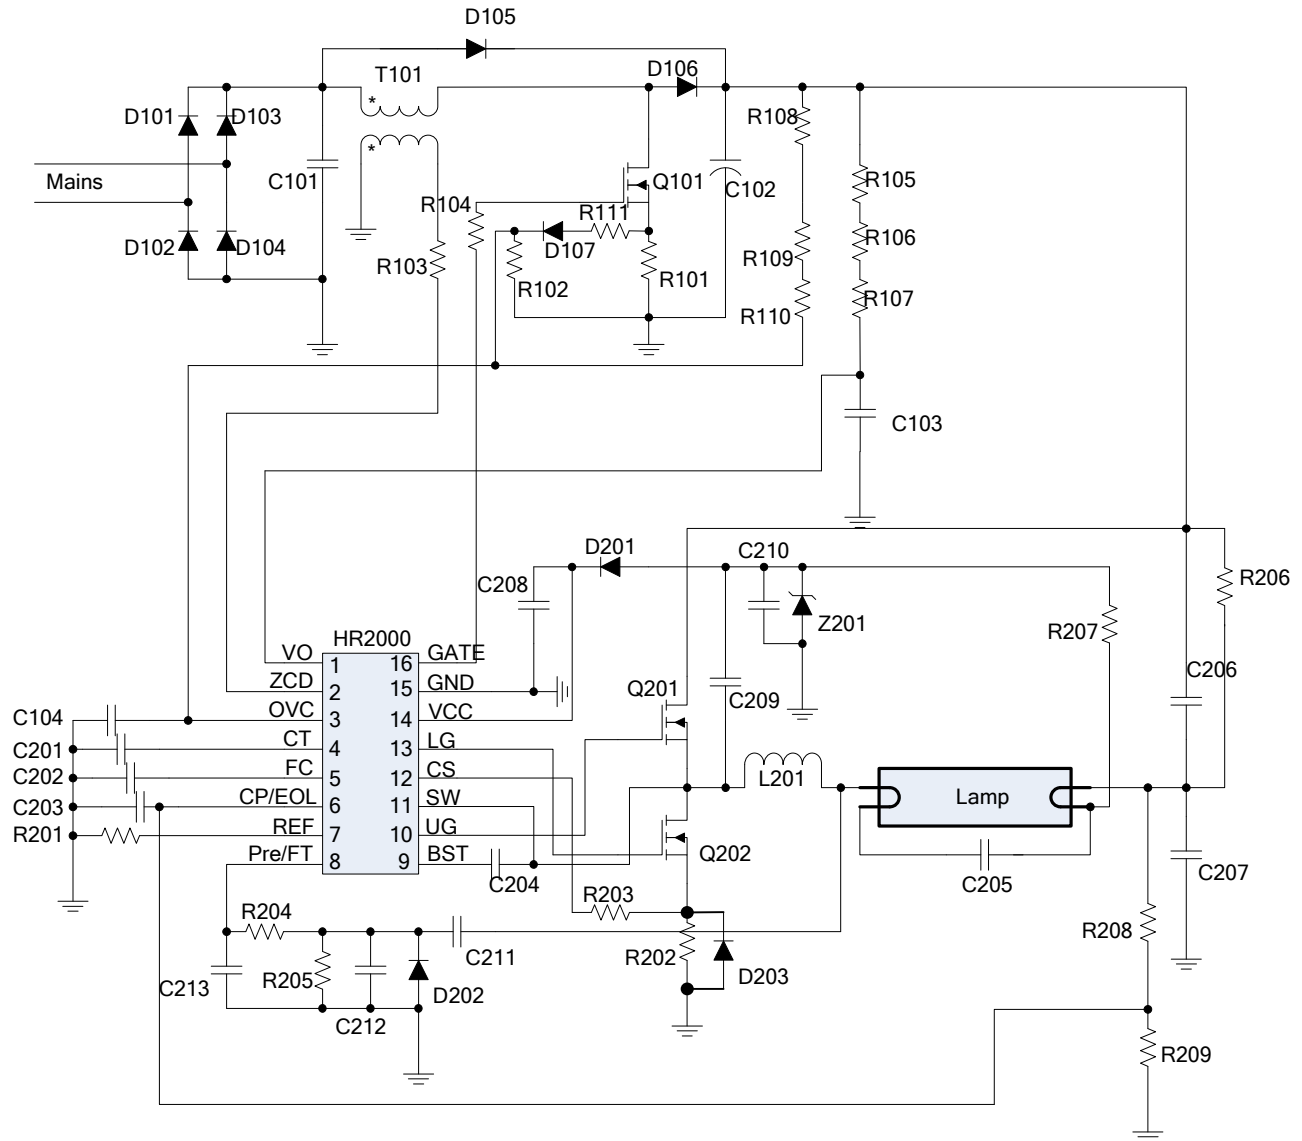 D105
T101
D106
*
D101
D103
R108
*
Mains
C101
R104
Q101
C102
R105
R111
D102
D104
D107
R106
R103
R102
R101
R109
R107
R110
C103
D201
C210
C208
R206
Z201
R207
HR2000
VO 1 16 GATE
ZCD 2 15 GND
C104 OVC 3 14 VCC
C201 CT 4 13 LG
C202 FC 5 12 CS
C203 CP/EOL 6 11 SW
R201 REF 7 10 UG
Pre/FT 8 9 BST
C206
Q201
C209
L201
Lamp
Q202
C204
C205
C207
R203
R204
R208
C211
R202
D203
C213
R205
D202
C212
R209